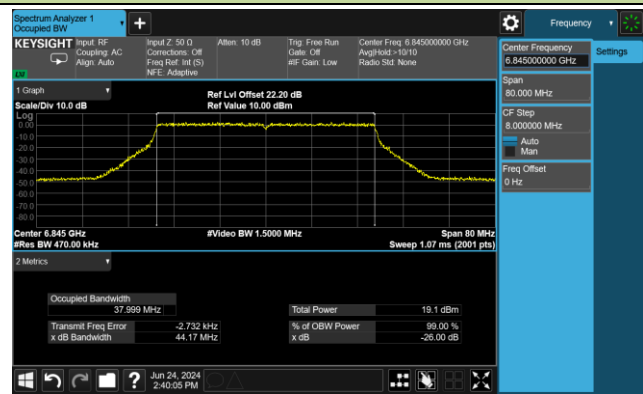 Spectrum Analyzer 1
Occupied BW
+
Frequency
KEYSIGHT
Input: RF
Coupling: AC
Align: Auto
Input Z: 50 Ω
Corrections: Off
Freq Ref: Int (S)
NFE: Adaptive
Atten: 10 dB
Trig: Free Run
Gate: Off
#IF Gain: Low
Center Freq: 6.845000000 GHz
Avg|Hold:>10/10
Radio Std: None
LU
Center Frequency
6.845000000 GHz
Settings
Span
80.000 MHz
CF Step
8.000000 MHz
Auto
Man
Freq Offset
0 Hz
1 Graph
Scale/Div 10.0 dB
Ref Lvl Offset 22.20 dB
Ref Value 10.00 dBm
Log
0.00
-10.0
-20.0
-30.0
-40.0
-50.0
-60.0
-70.0
-80.0
Center 6.845 GHz
#Res BW 470.00 kHz
#Video BW 1.5000 MHz
Span 80 MHz
Sweep 1.07 ms (2001 pts)
2 Metrics
Occupied Bandwidth
37.999 MHz
Total Power 19.1 dBm
Transmit Freq Error -2.732 kHz
% of OBW Power 99.00 %
x dB Bandwidth 44.17 MHz
x dB -26.00 dB
?
Jun 24, 2024
2:40:05 PM